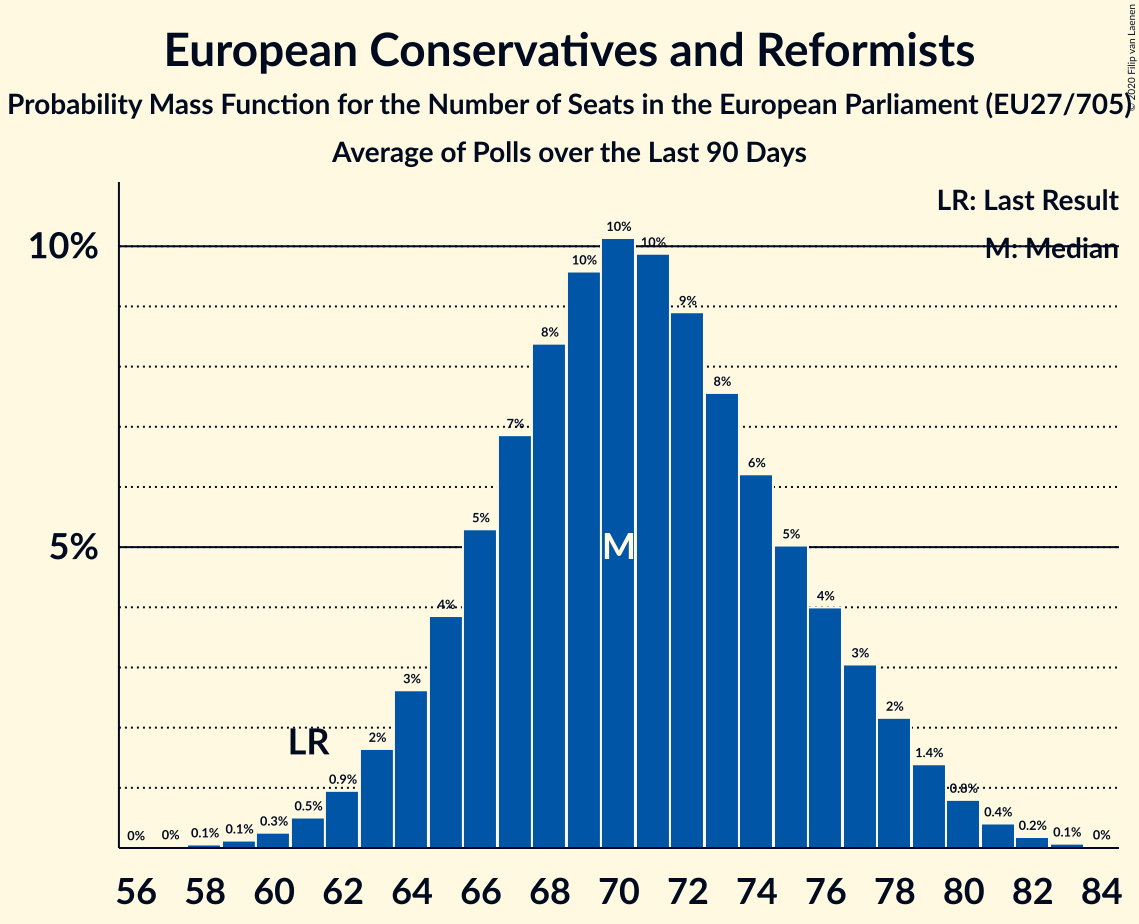 European Conservatives and Reformists
Probability Mass Function for the Number of Seats in the European Parliament (EU27/705)
Average of Polls over the Last 90 Days
© 2020 Filip van Laenen
LR: Last Result
M: Median
10%
5%
0% 0% 0.1% 0.1% 0.3% 0.5% 0.9% 2% 3% 4% 5% 7% 8% 10% 10% 10% 9% 8% 6% 5% 4% 3% 2% 1.4% 0.8% 0.4% 0.2% 0.1% 0%
LR
M
56 58 60 62 64 66 68 70 72 74 76 78 80 82 84